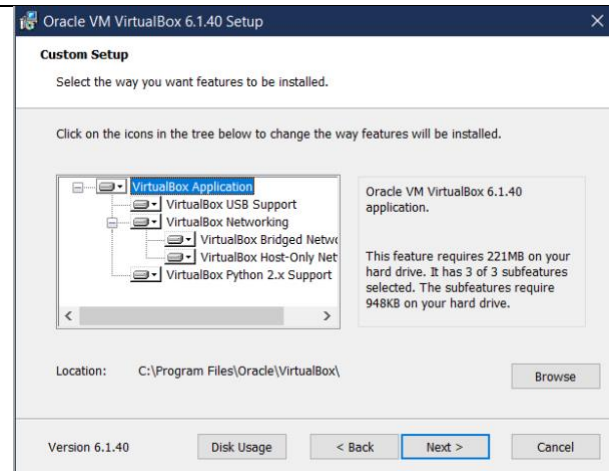 Oracle VM VirtualBox 6.1.40 Setup
Custom Setup
Select the way you want features to be installed.
Click on the icons in the tree below to change the way features will be installed.
VirtualBox Application
VirtualBox USB Support
VirtualBox Networking
VirtualBox Bridged Netwo
VirtualBox Host-Only Net
VirtualBox Python 2.x Support
Oracle VM VirtualBox 6.1.40
application.
This feature requires 221MB on your
hard drive. It has 3 of 3 subfeatures
selected. The subfeatures require
948KB on your hard drive.
Location: C:\Program Files\Oracle\VirtualBox\
Browse
Version 6.1.40 Disk Usage < Back Next > Cancel